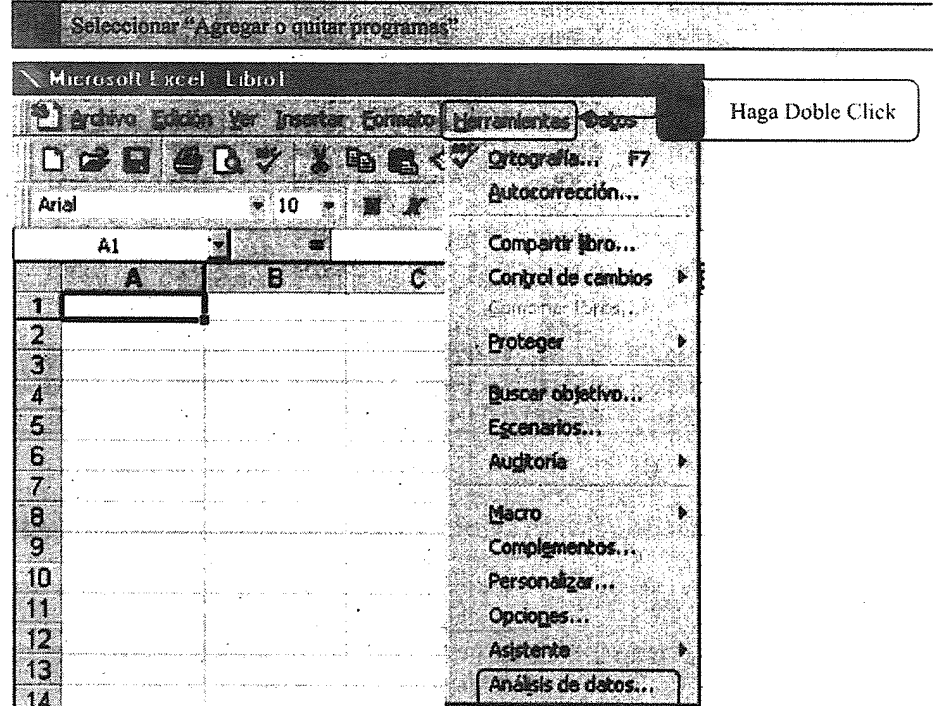 Seleccionar “Agregar o quitar programas”
Microsoft Excel - Libro1
Haga Doble Click
Archivo Edición Ver Insertar Formato Herramientas Datos
Ortografía... F7
Arial 10
Autocorrección...
A1 =
Compartir libro...
A B C
Control de cambios
1
Combinar libros...
2
Proteger
3
4
Buscar objetivo...
5
Escenarios...
6
Auditoría
7
8
Macro
9
Complementos...
10
Personalizar...
11
Opciones...
12
Asistente
13
Análisis de datos...
14